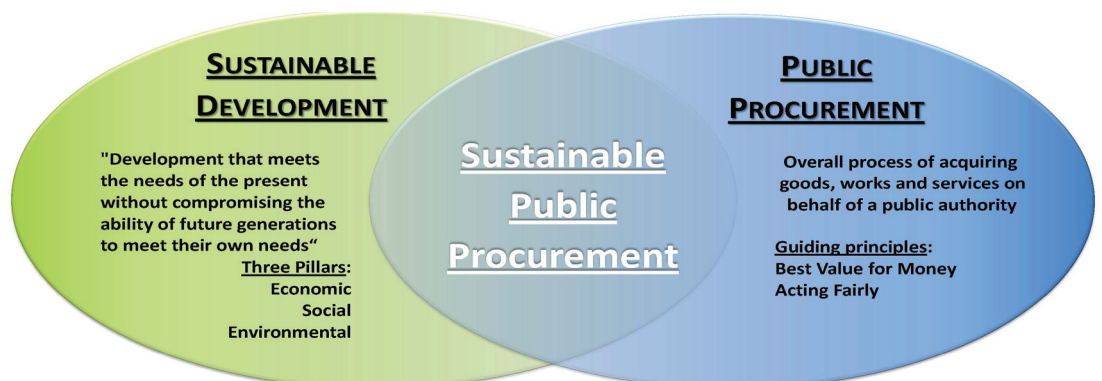 SUSTAINABLE
DEVELOPMENT
"Development that meets
the needs of the present
without compromising the
ability of future generations
to meet their own needs“
Three Pillars:
Economic
Social
Environmental
Sustainable
Public
Procurement
PUBLIC
PROCUREMENT
Overall process of acquiring
goods, works and services on
behalf of a public authority
Guiding principles:
Best Value for Money
Acting Fairly